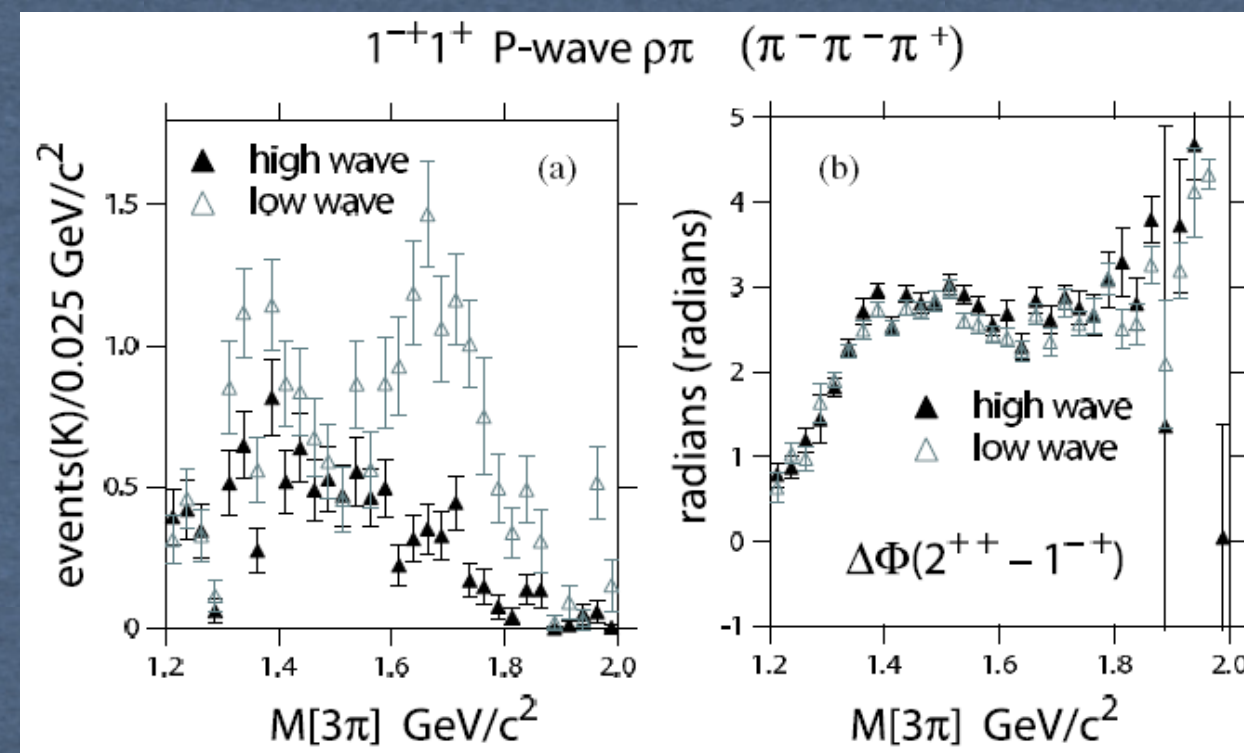 1⁻⁺1⁺ P-wave ρπ (π⁻π⁻π⁺)
events(K)/0.025 GeV/c²
1.5
1.0
0.5
0
▲ high wave
△ low wave
(a)
1.2 1.4 1.6 1.8 2.0
M[3π] GeV/c²
radians (radians)
5
4
3
2
1
0
-1
(b)
▲ high wave
△ low wave
ΔΦ(2⁺⁺ − 1⁻⁺)
1.2 1.4 1.6 1.8 2.0
M[3π] GeV/c²